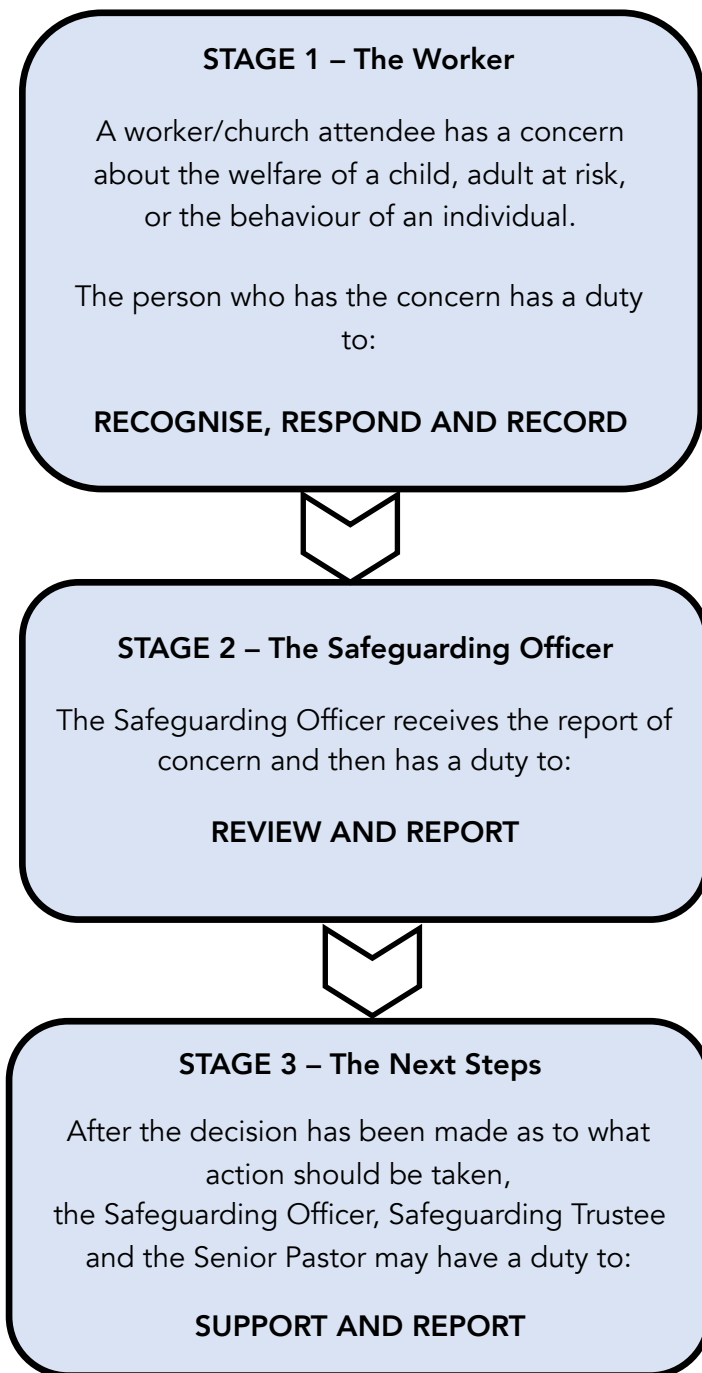 STAGE 1 – The Worker
A worker/church attendee has a concern
about the welfare of a child, adult at risk,
or the behaviour of an individual.
The person who has the concern has a duty
to:
RECOGNISE, RESPOND AND RECORD
STAGE 2 – The Safeguarding Officer
The Safeguarding Officer receives the report of
concern and then has a duty to:
REVIEW AND REPORT
STAGE 3 – The Next Steps
After the decision has been made as to what
action should be taken,
the Safeguarding Officer, Safeguarding Trustee
and the Senior Pastor may have a duty to:
SUPPORT AND REPORT